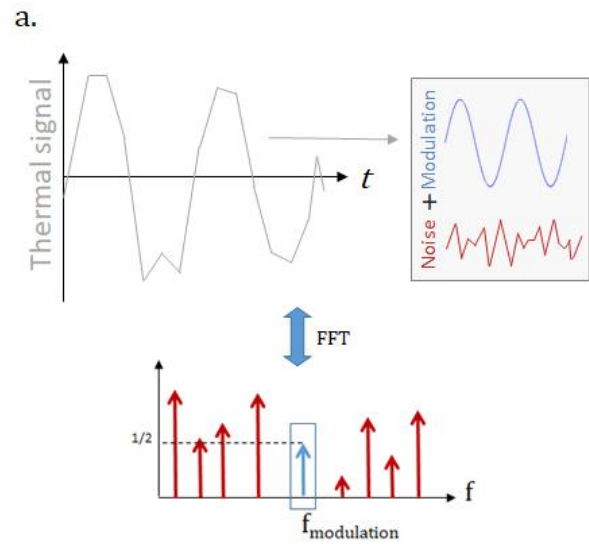 a.
Thermal signal
t
Noise + Modulation
FFT
1/2
f
fmodulation